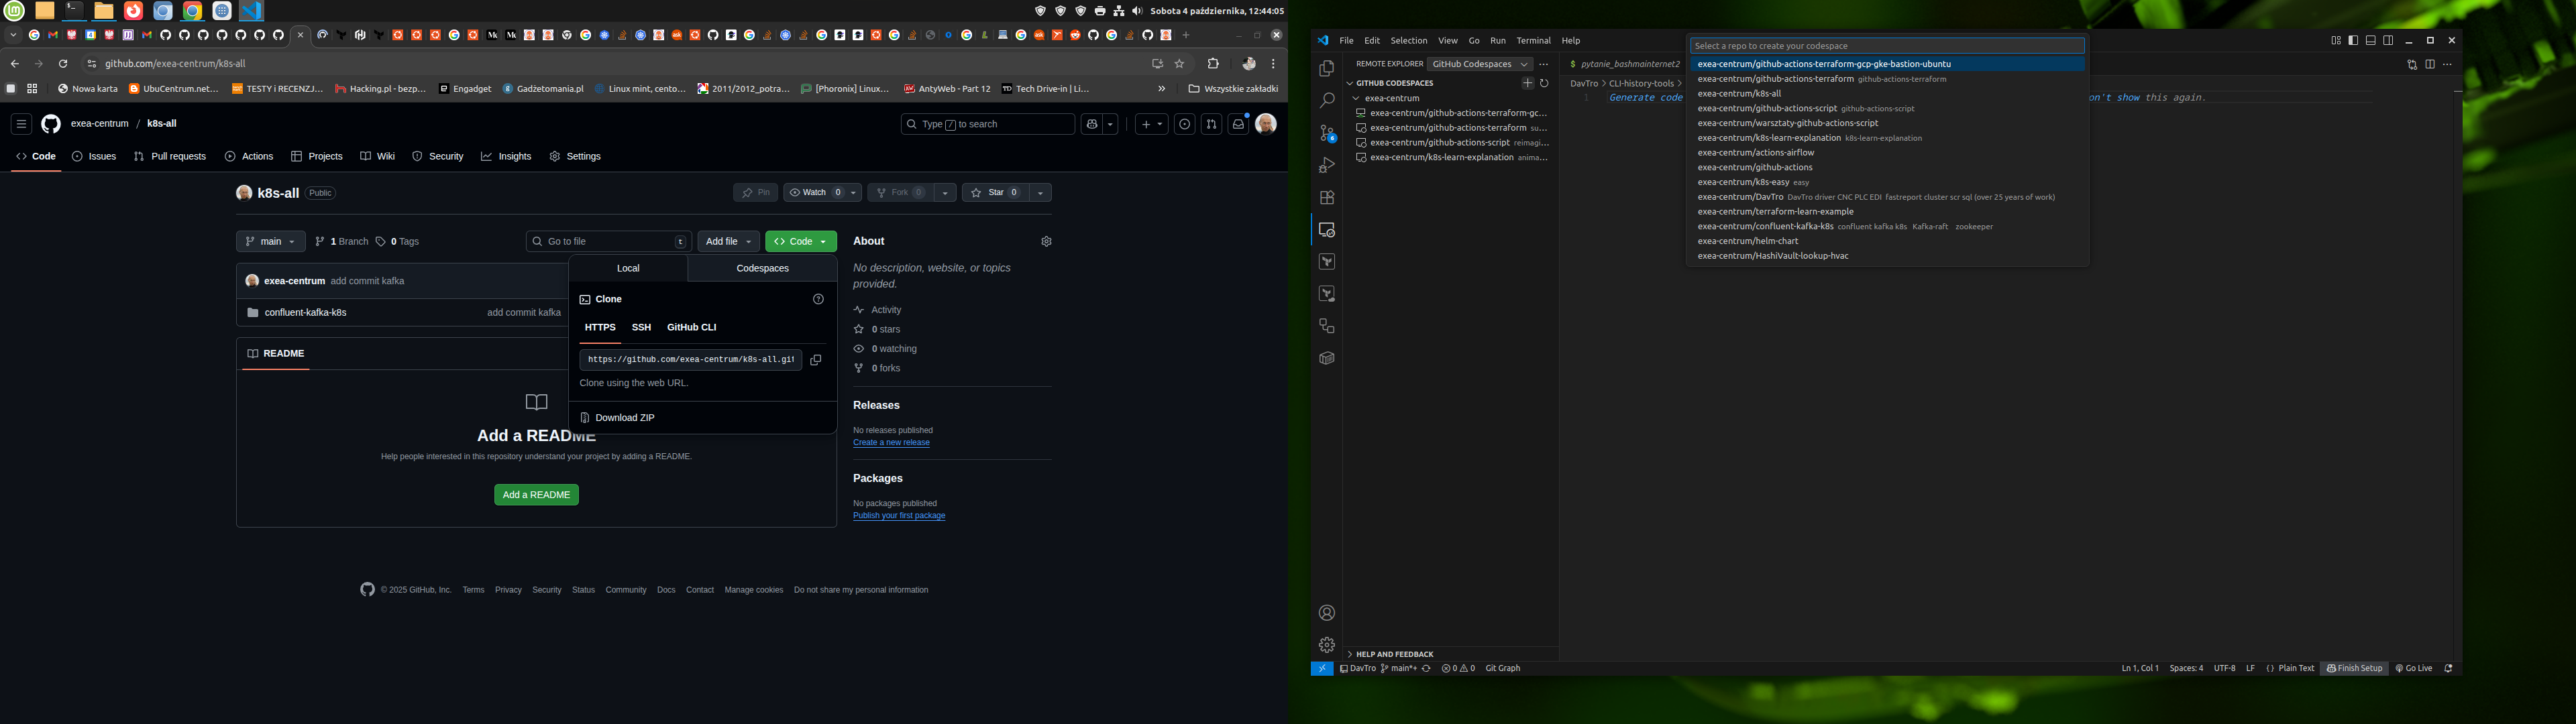 Sobota 4 października, 12:44:05
github.com/exea-centrum/k8s-all
Nowa karta
UbuCentrum.net...
TESTY i RECENZJ...
Hacking.pl - bezp...
Engadget
Gadżetomania.pl
Linux mint, cento...
2011/2012_potra...
[Phoronix] Linux...
AntyWeb - Part 12
Tech Drive-in | Li...
»
Wszystkie zakładki
exea-centrum / k8s-all
Type / to search
Code
Issues
Pull requests
Actions
Projects
Wiki
Security
Insights
Settings
k8s-all
Public
Pin
Watch 0
Fork 0
Star 0
main
1 Branch
0 Tags
Go to file
t
Add file
Code
Local
Codespaces
exea-centrum add commit kafka
confluent-kafka-k8s
add commit kafka
Clone
HTTPS
SSH
GitHub CLI
https://github.com/exea-centrum/k8s-all.git
Clone using the web URL.
Download ZIP
README
Add a README
Help people interested in this repository understand your project by adding a README.
Add a README
About
No description, website, or topics
provided.
Activity
0 stars
0 watching
0 forks
Releases
No releases published
Create a new release
Packages
No packages published
Publish your first package
© 2025 GitHub, Inc.
Terms
Privacy
Security
Status
Community
Docs
Contact
Manage cookies
Do not share my personal information
File
Edit
Selection
View
Go
Run
Terminal
Help
REMOTE EXPLORER
GitHub Codespaces
GITHUB CODESPACES
exea-centrum
exea-centrum/github-actions-terraform-gc...
exea-centrum/github-actions-terraform su...
exea-centrum/github-actions-script reimagi...
exea-centrum/k8s-learn-explanation anima...
6
HELP AND FEEDBACK
$ pytanie_bashmainternet2
DavTro > CLI-history-tools >
1
Generate code
on't show this again.
Select a repo to create your codespace
exea-centrum/github-actions-terraform-gcp-gke-bastion-ubuntu
exea-centrum/github-actions-terraform github-actions-terraform
exea-centrum/k8s-all
exea-centrum/github-actions-script github-actions-script
exea-centrum/warsztaty-github-actions-script
exea-centrum/k8s-learn-explanation k8s-learn-explanation
exea-centrum/actions-airflow
exea-centrum/github-actions
exea-centrum/k8s-easy easy
exea-centrum/DavTro DavTro driver CNC PLC EDI fastreport cluster scr sql (over 25 years of work)
exea-centrum/terraform-learn-example
exea-centrum/confluent-kafka-k8s confluent kafka k8s Kafka-raft zookeeper
exea-centrum/helm-chart
exea-centrum/HashiVault-lookup-hvac
DavTro
main*+
0
0
Git Graph
Ln 1, Col 1
Spaces: 4
UTF-8
LF
Plain Text
Finish Setup
Go Live